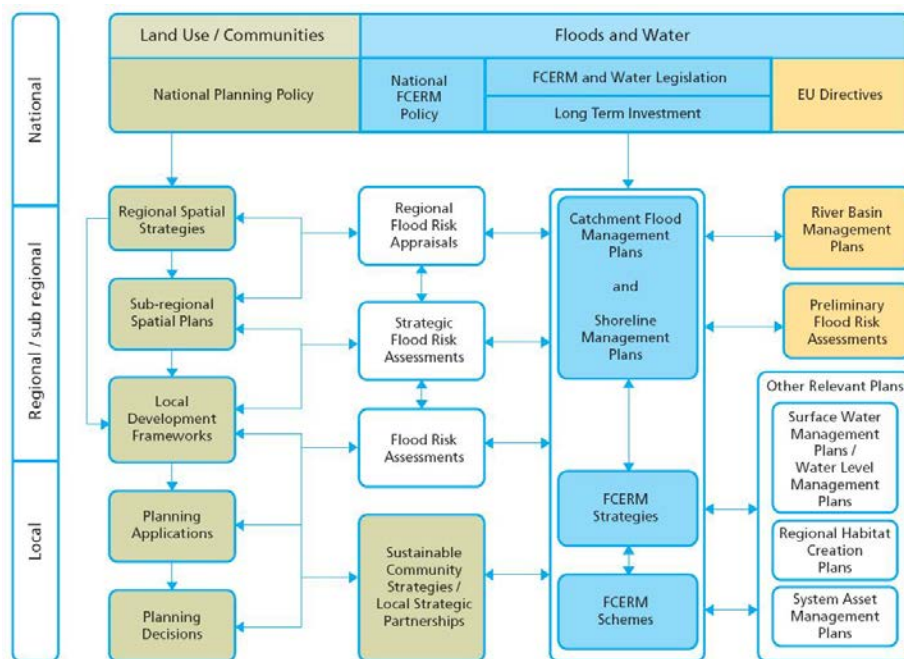 Land Use / Communities
Floods and Water
National Planning Policy
National
FCERM
Policy
FCERM and Water Legislation
Long Term Investment
EU Directives
National
Regional / sub regional
Local
Regional Spatial
Strategies
Sub-regional
Spatial Plans
Local
Development
Frameworks
Planning
Applications
Planning
Decisions
Regional
Flood Risk
Appraisals
Strategic
Flood Risk
Assessments
Flood Risk
Assessments
Sustainable
Community
Strategies /
Local Strategic
Partnerships
Catchment Flood
Management
Plans
and
Shoreline
Management
Plans
FCERM
Strategies
FCERM
Schemes
River Basin
Management
Plans
Preliminary
Flood Risk
Assessments
Other Relevant Plans
Surface Water
Management
Plans /
Water Level
Management
Plans
Regional Habitat
Creation
Plans
System Asset
Management
Plans